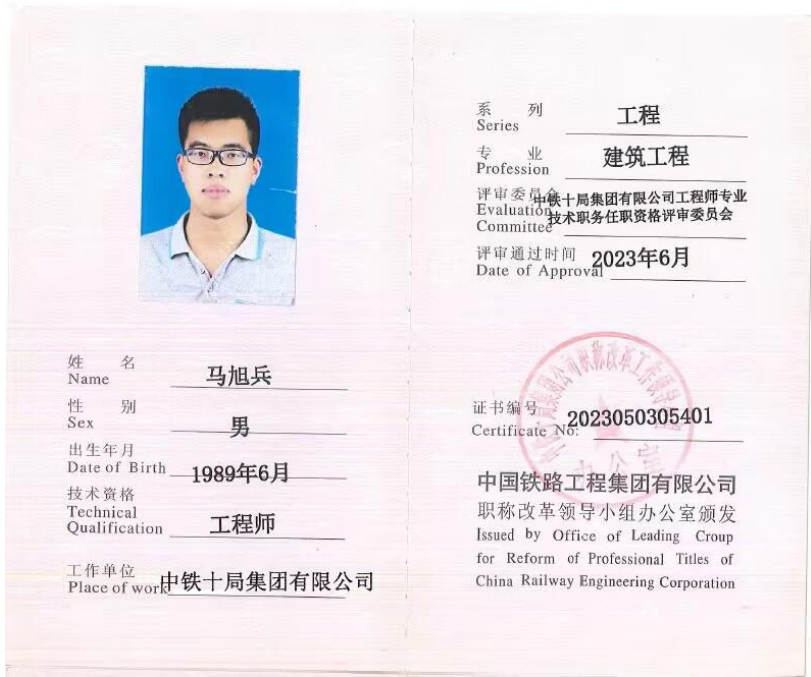 姓名
Name
马旭兵
性别
Sex
男
出生年月
Date of Birth
1989年6月
技术资格
Technical
Qualification
工程师
工作单位
Place of work
中铁十局集团有限公司
系列
Series
工程
专业
Profession
建筑工程
评审委员会
Evaluation
Committee
中铁十局集团有限公司工程师专业
技术职务任职资格评审委员会
评审通过时间
Date of Approval
2023年6月
证书编号
Certificate No:
2023050305401
办公室
中国铁路工程集团有限公司
职称改革领导小组办公室颁发
Issued by Office of Leading Croup
for Reform of Professional Titles of
China Railway Engineering Corporation